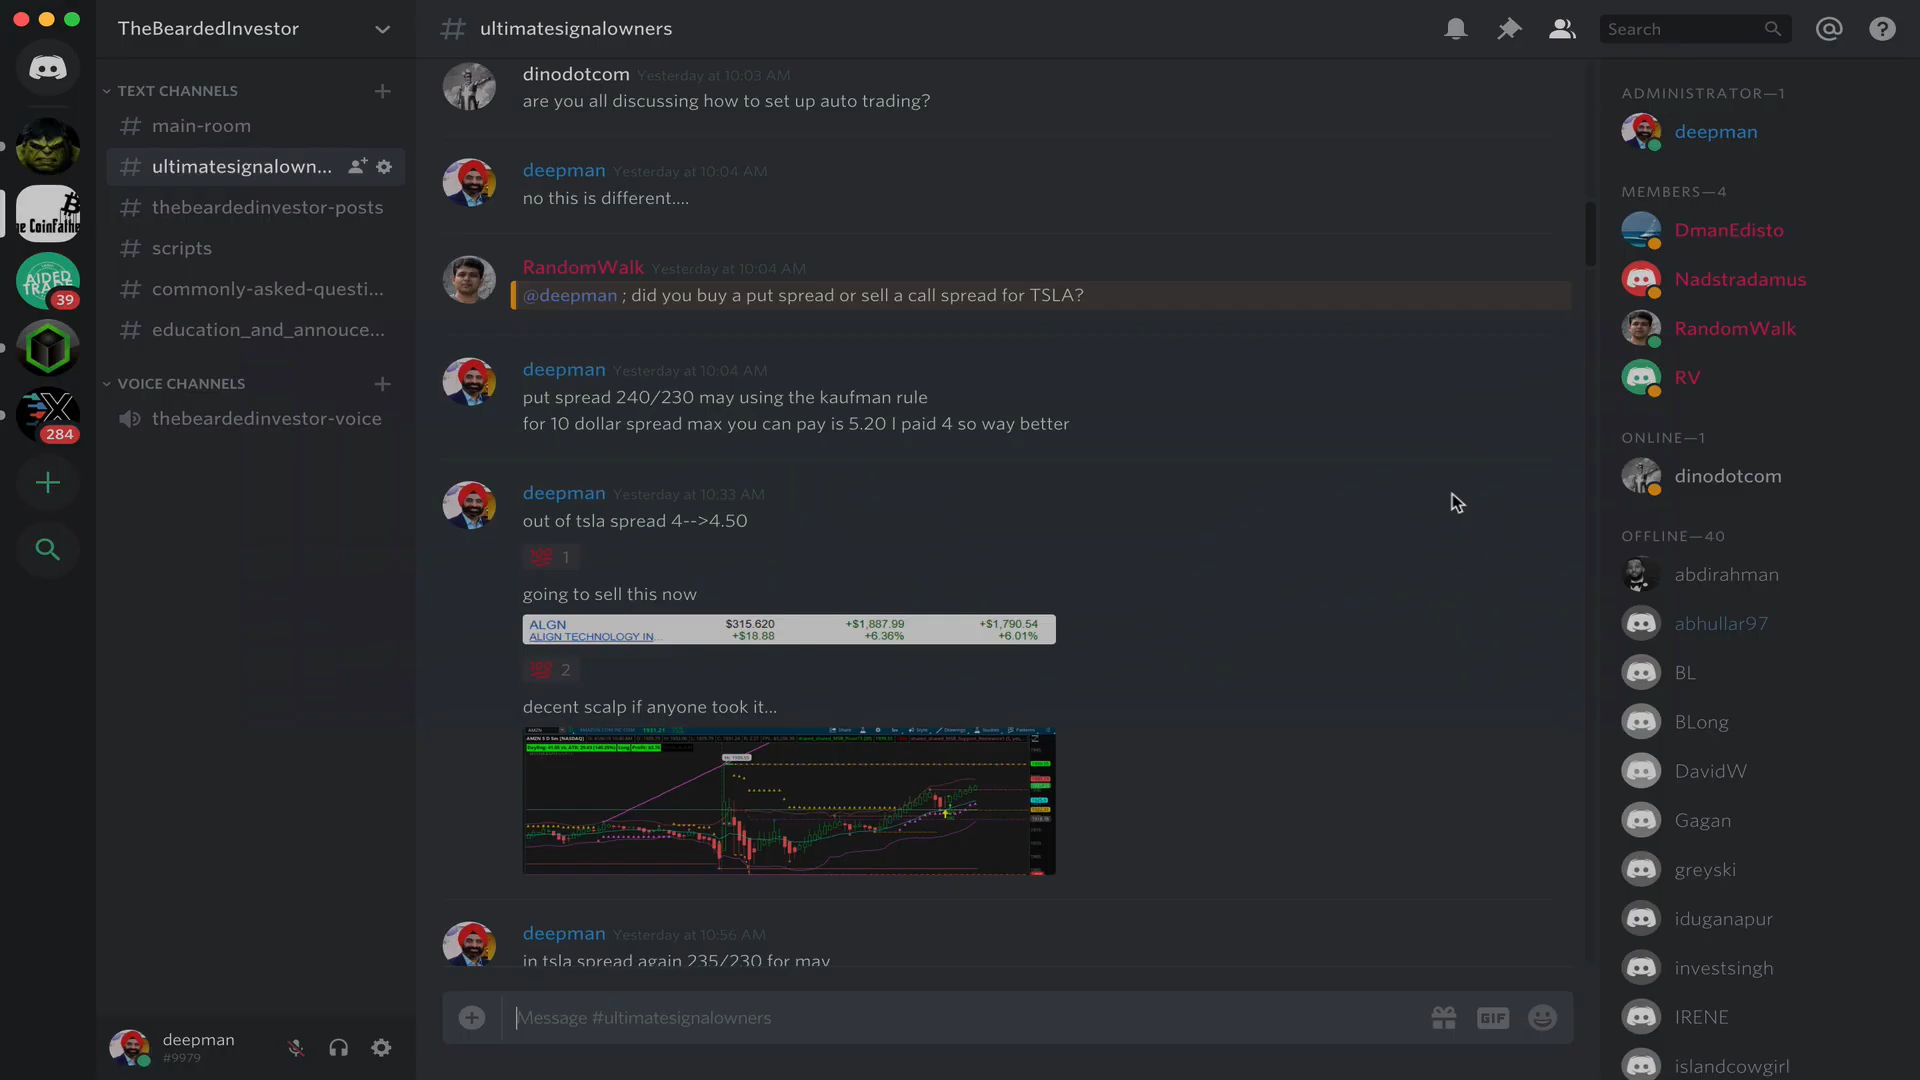 TheBeardedInvestor
TEXT CHANNELS
main-room
ultimatesignalown...
thebeardedinvestor-posts
scripts
commonly-asked-questi...
education_and_annouce...
VOICE CHANNELS
thebeardedinvestor-voice
he CoinFathe
AIDED
TRADE
39
284
deepman
#9979
ultimatesignalowners
Search
dinodotcom Yesterday at 10:03 AM
are you all discussing how to set up auto trading?
deepman Yesterday at 10:04 AM
no this is different....
RandomWalk Yesterday at 10:04 AM
@deepman ; did you buy a put spread or sell a call spread for TSLA?
deepman Yesterday at 10:04 AM
put spread 240/230 may using the kaufman rule
for 10 dollar spread max you can pay is 5.20 I paid 4 so way better
deepman Yesterday at 10:33 AM
out of tsla spread 4-->4.50
1
going to sell this now
ALGN $315.620 +$1,887.99 +$1,790.54
ALIGN TECHNOLOGY IN... +$18.88 +6.36% +6.01%
2
decent scalp if anyone took it...
deepman Yesterday at 10:56 AM
in tsla spread again 235/230 for may
Message #ultimatesignalowners
GIF
ADMINISTRATOR—1
deepman
MEMBERS—4
DmanEdisto
Nadstradamus
RandomWalk
RV
ONLINE—1
dinodotcom
OFFLINE—40
abdirahman
abhullar97
BL
BLong
DavidW
Gagan
greyski
iduganapur
investsingh
IRENE
islandcowgirl